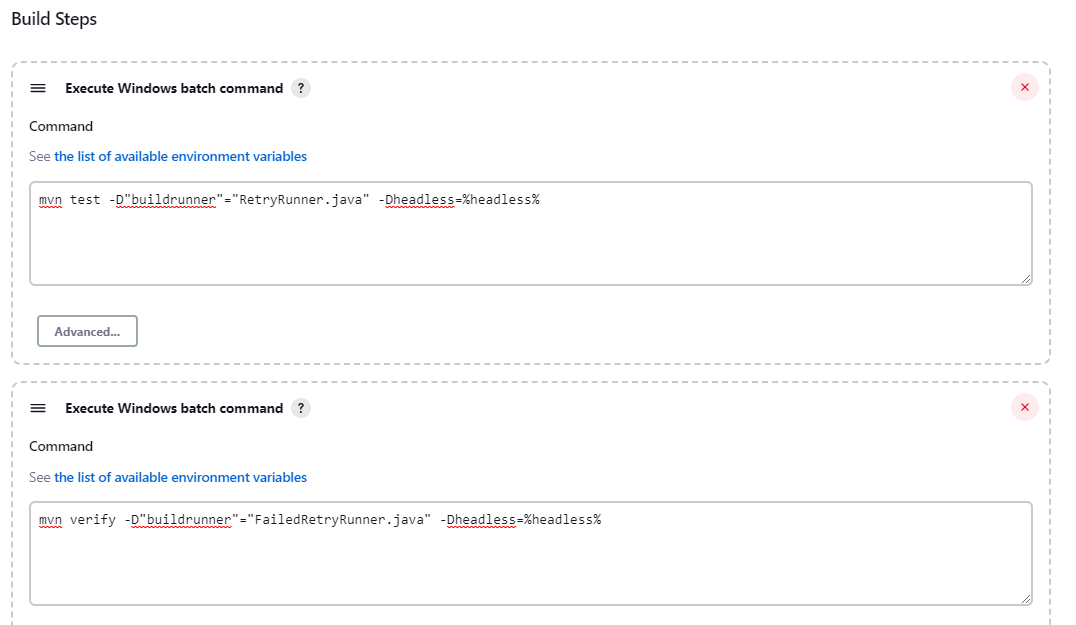 Build Steps
Execute Windows batch command ?
Command
See the list of available environment variables
mvn test -D"buildrunner"="RetryRunner.java" -Dheadless=%headless%
Advanced...
Execute Windows batch command ?
Command
See the list of available environment variables
mvn verify -D"buildrunner"="FailedRetryRunner.java" -Dheadless=%headless%